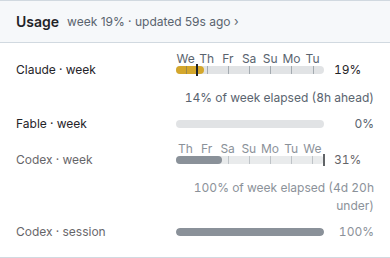 Usage week 19% · updated 59s ago ›
We Th Fr Sa Su Mo Tu
Claude · week 19%
14% of week elapsed (8h ahead)
Fable · week 0%
Th Fr Sa Su Mo Tu We
Codex · week 31%
100% of week elapsed (4d 20h
under)
Codex · session 100%